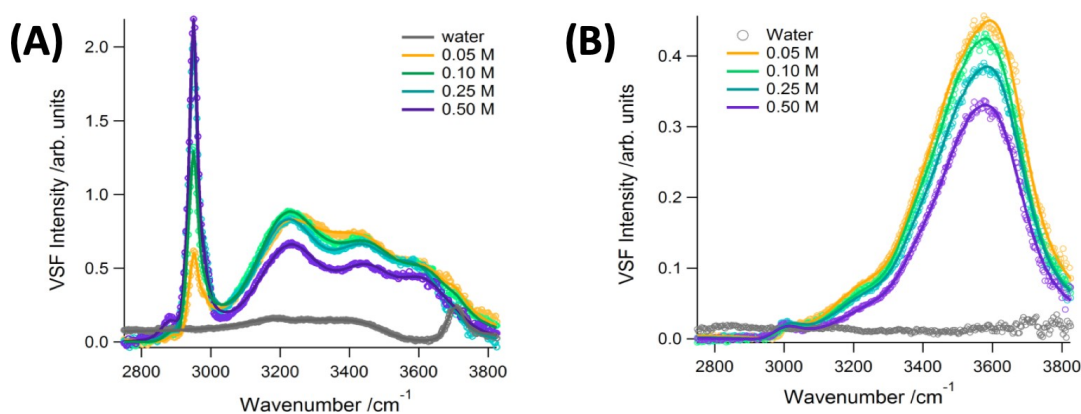 (A)
VSF Intensity /arb. units
2.0
1.5
1.0
0.5
0.0
water
0.05 M
0.10 M
0.25 M
0.50 M
2800 3000 3200 3400 3600 3800
Wavenumber /cm-1
(B)
VSF Intensity /arb. units
0.4
0.3
0.2
0.1
0.0
Water
0.05 M
0.10 M
0.25 M
0.50 M
2800 3000 3200 3400 3600 3800
Wavenumber /cm-1